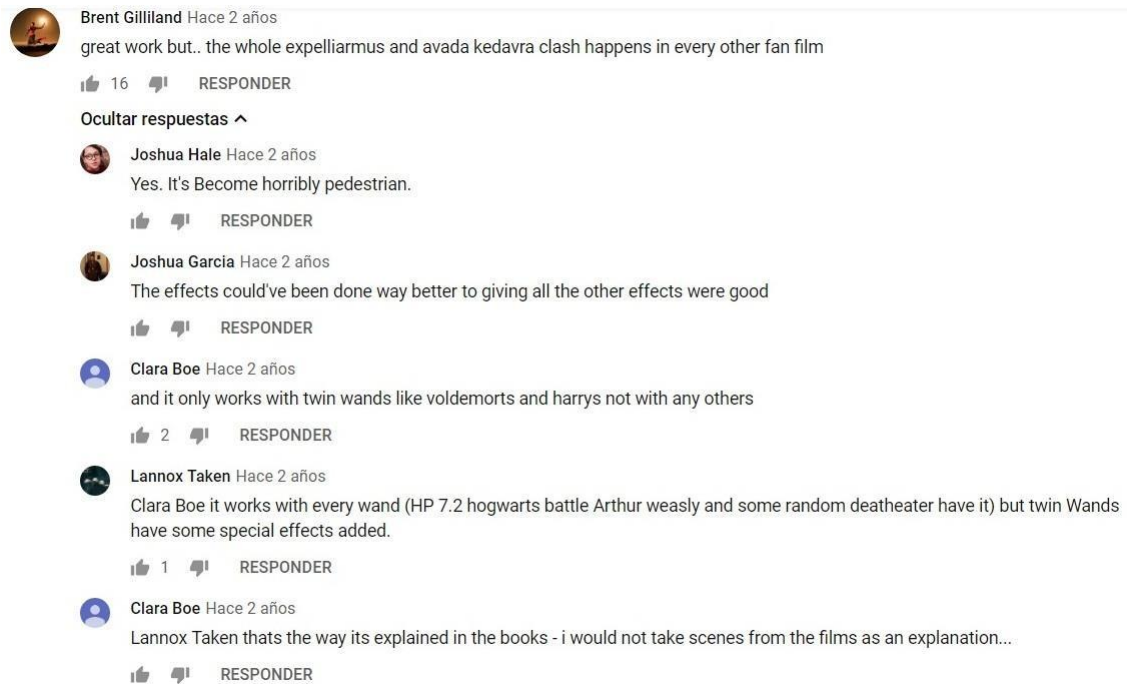 Brent Gilliland Hace 2 años
great work but.. the whole expelliarmus and avada kedavra clash happens in every other fan film
16 RESPONDER
Ocultar respuestas
Joshua Hale Hace 2 años
Yes. It's Become horribly pedestrian.
RESPONDER
Joshua Garcia Hace 2 años
The effects could've been done way better to giving all the other effects were good
RESPONDER
Clara Boe Hace 2 años
and it only works with twin wands like voldemorts and harrys not with any others
2 RESPONDER
Lannox Taken Hace 2 años
Clara Boe it works with every wand (HP 7.2 hogwarts battle Arthur weasly and some random deatheater have it) but twin Wands
have some special effects added.
1 RESPONDER
Clara Boe Hace 2 años
Lannox Taken thats the way its explained in the books - i would not take scenes from the films as an explanation...
RESPONDER